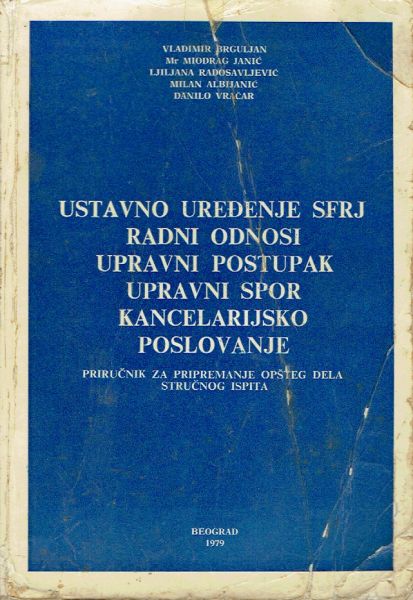 VLADIMIR BRGULJAN
Mr MIODRAG JANIĆ
LJILJANA RADOSAVLJEVIĆ
MILAN ALBIJANIĆ
DANILO VRAČAR
USTAVNO UREĐENJE SFRJ
RADNI ODNOSI
UPRAVNI POSTUPAK
UPRAVNI SPOR
KANCELARIJSKO
POSLOVANJE
PRIRUČNIK ZA PRIPREMANJE OPŠTEG DELA
STRUČNOG ISPITA
BEOGRAD
1979